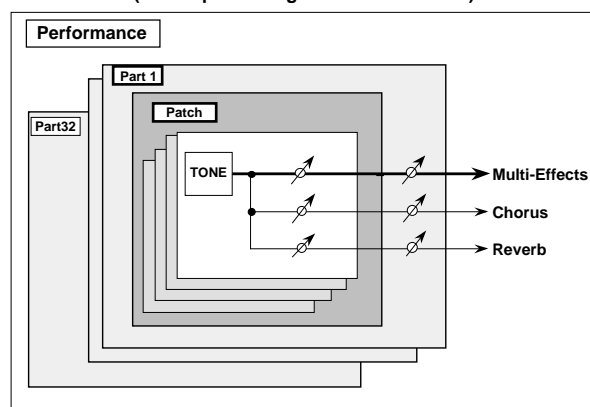 Performance
Part 1
Patch
Part32
TONE
Multi-Effects
Chorus
Reverb